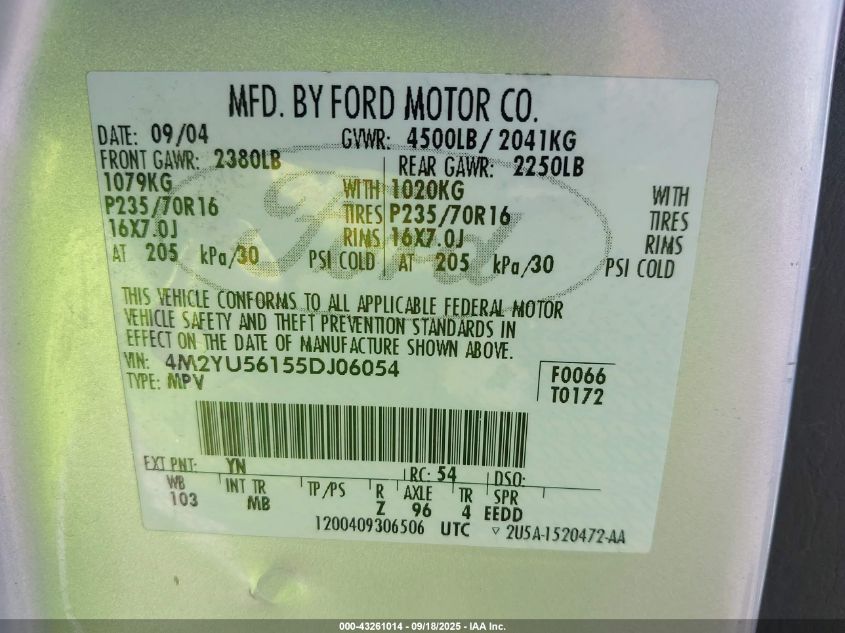 MFD. BY FORD MOTOR CO.
DATE: 09/04 GVWR: 4500LB/ 2041KG
FRONT GAWR: 2380LB REAR GAWR: 2250LB
1079KG WITH 1020KG WITH
P235/70R16 TIRES P235/70R16 TIRES
16X7.0J RIMS 16X7.0J RIMS
AT 205 kPa/30 PSI COLD AT 205 kPa/30 PSI COLD
THIS VEHICLE CONFORMS TO ALL APPLICABLE FEDERAL MOTOR
VEHICLE SAFETY AND THEFT PREVENTION STANDARDS IN
EFFECT ON THE DATE OF MANUFACTURE SHOWN ABOVE.
VIN: 4M2YU56155DJ06054 F0066
TYPE: MPV T0172
EXT PNT: YN RC: 54 DSO:
WB INT TR TP/PS R AXLE TR SPR
103 MB Z 96 4 EEDD
1200409306506 UTC ▽ 2U5A-1520472-AA
Ford
000-43261014 - 09/18/2025 - IAA Inc.